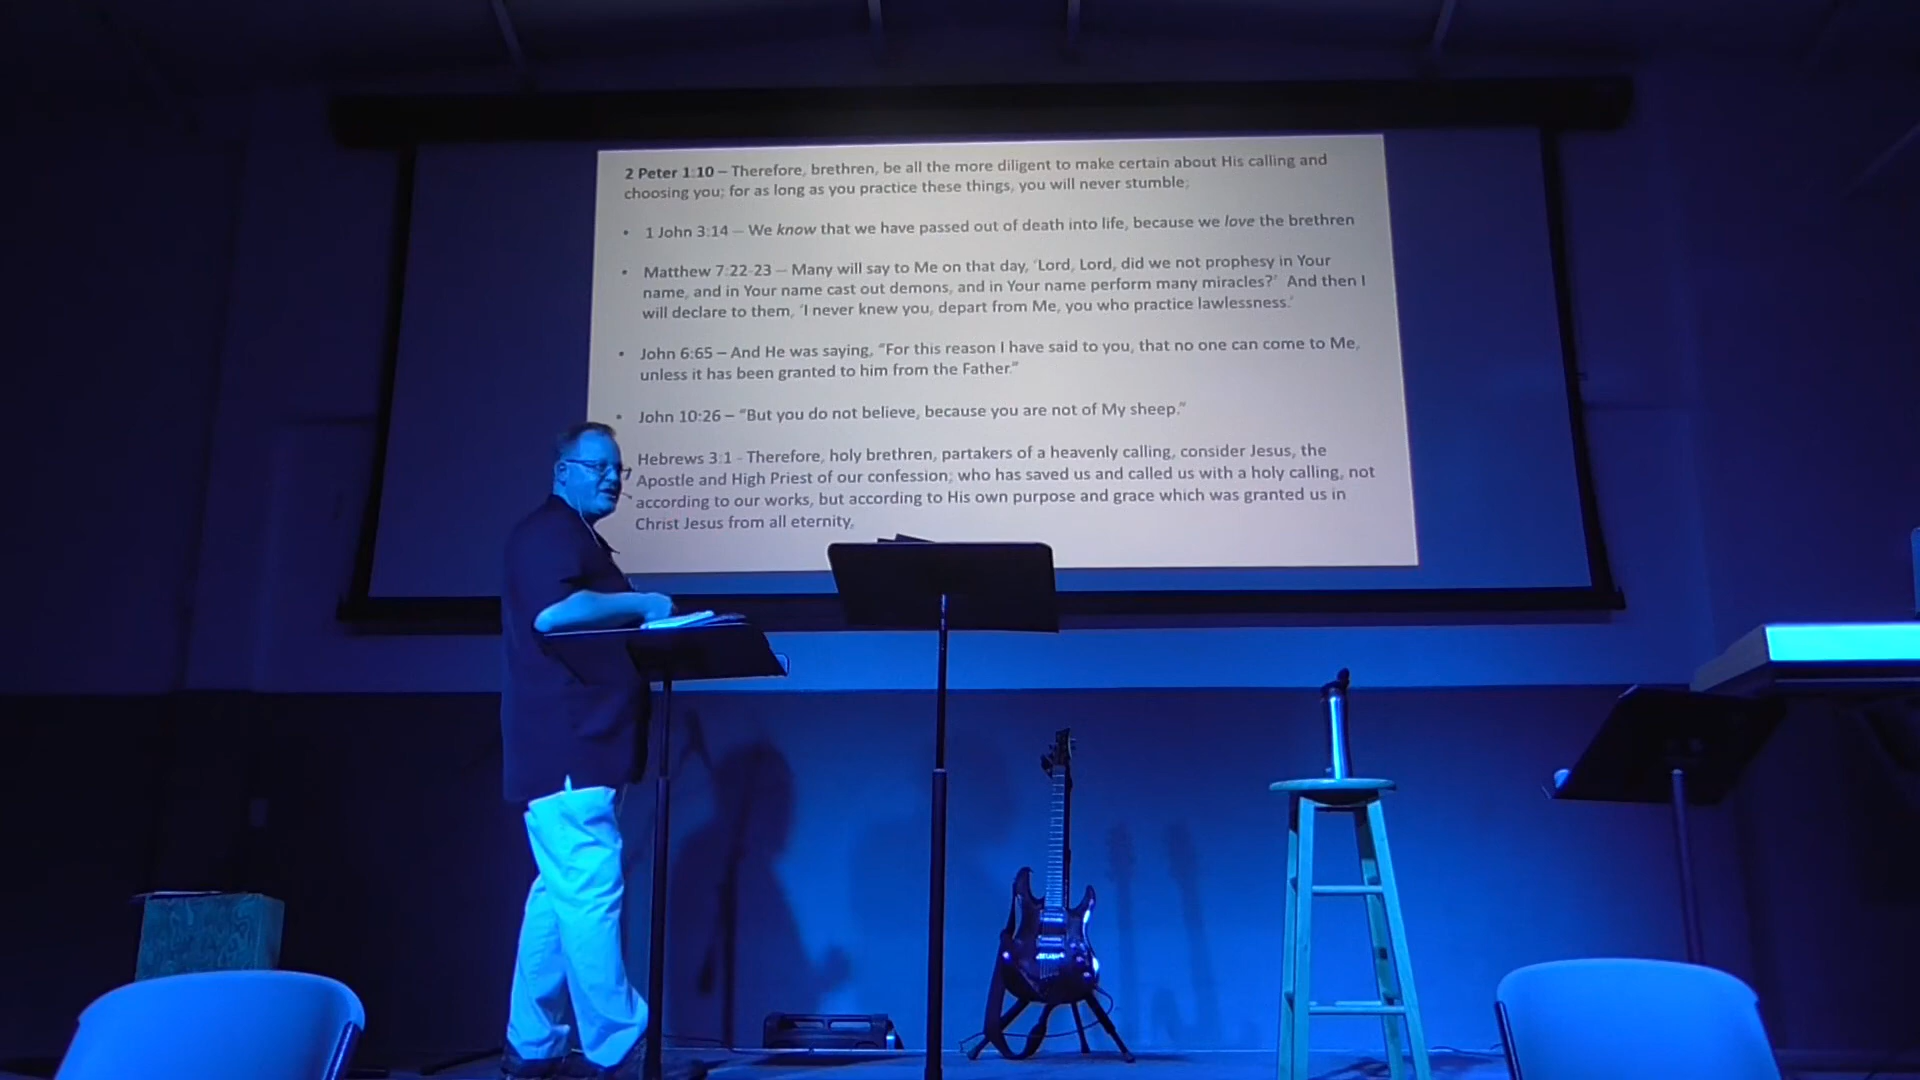 2 Peter 1:10 – Therefore, brethren, be all the more diligent to make certain about His calling and
choosing you; for as long as you practice these things, you will never stumble;
• 1 John 3:14 – We know that we have passed out of death into life, because we love the brethren
• Matthew 7:22-23 – Many will say to Me on that day, ‘Lord, Lord, did we not prophesy in Your
name, and in Your name cast out demons, and in Your name perform many miracles?’ And then I
will declare to them, ‘I never knew you, depart from Me, you who practice lawlessness.’
• John 6:65 – And He was saying, “For this reason I have said to you, that no one can come to Me,
unless it has been granted to him from the Father.”
• John 10:26 – “But you do not believe, because you are not of My sheep.”
Hebrews 3:1 - Therefore, holy brethren, partakers of a heavenly calling, consider Jesus, the
Apostle and High Priest of our confession; who has saved us and called us with a holy calling, not
according to our works, but according to His own purpose and grace which was granted us in
Christ Jesus from all eternity,